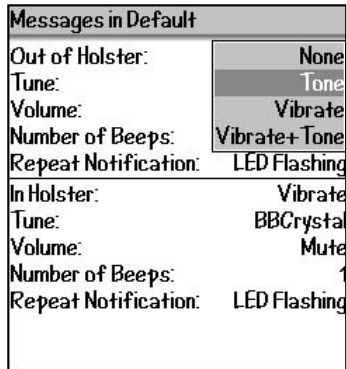 Messages in Default
Out of Holster: None
Tune: Tone
Volume: Vibrate
Number of Beeps: Vibrate+Tone
Repeat Notification: LED Flashing
In Holster: Vibrate
Tune: BBCrystal
Volume: Mute
Number of Beeps: 1
Repeat Notification: LED Flashing